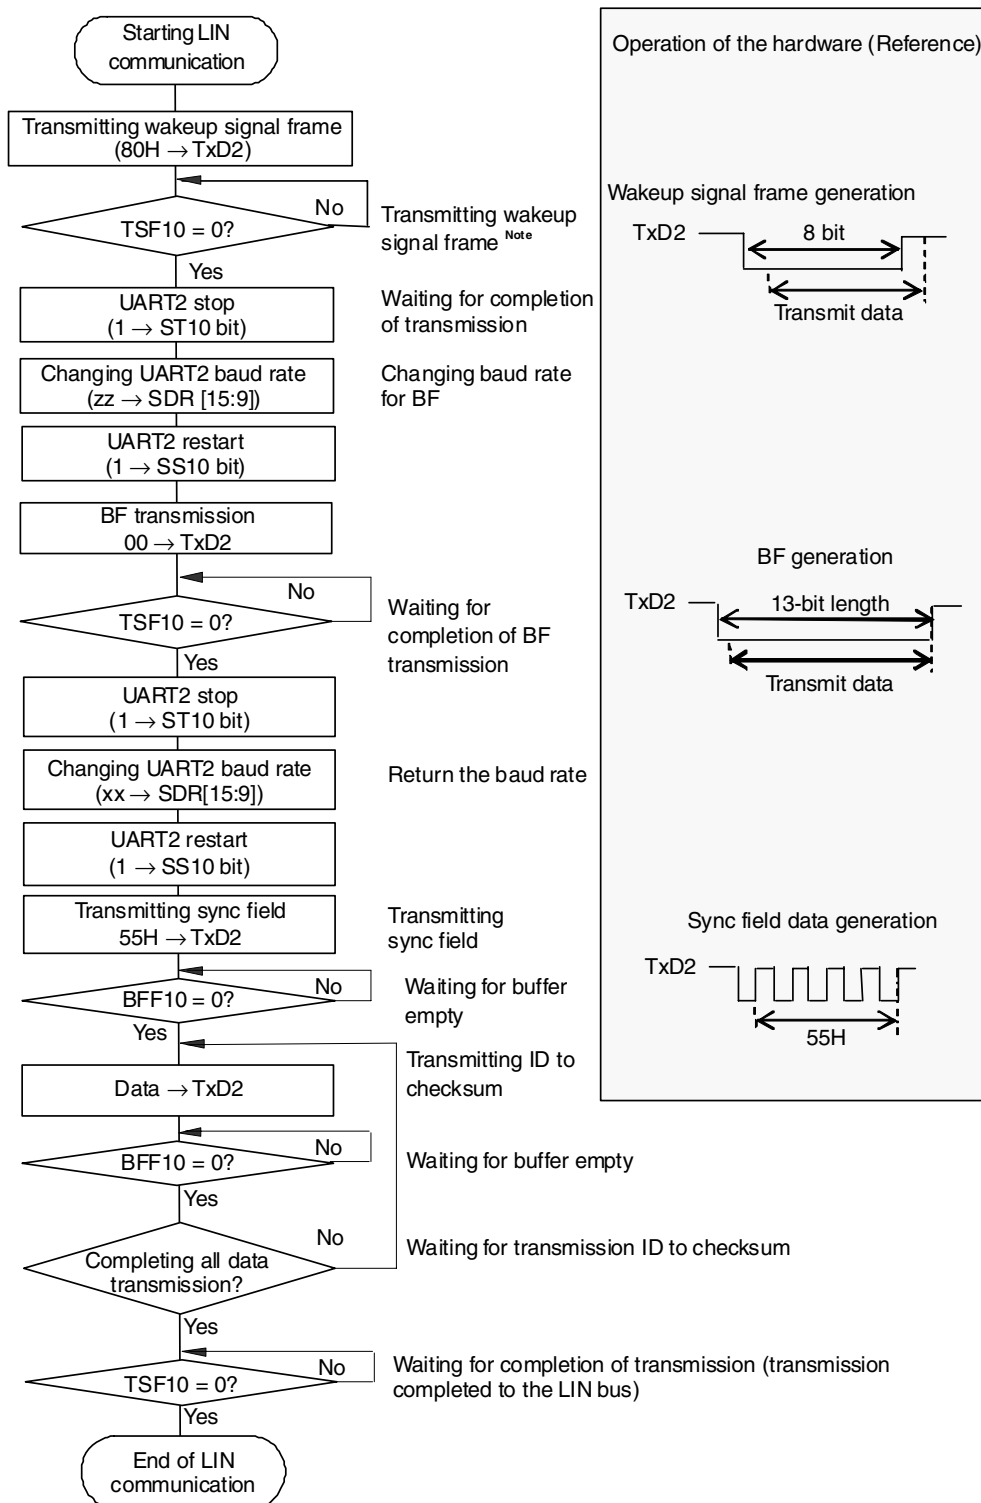 Starting LIN
communication
Transmitting wakeup signal frame
(80H → TxD2)
No
TSF10 = 0?
Transmitting wakeup
signal frame Note
Yes
UART2 stop
(1 → ST10 bit)
Waiting for completion
of transmission
Changing UART2 baud rate
(zz → SDR [15:9])
Changing baud rate
for BF
UART2 restart
(1 → SS10 bit)
BF transmission
00 → TxD2
No
TSF10 = 0?
Waiting for
completion of BF
transmission
Yes
UART2 stop
(1 → ST10 bit)
Changing UART2 baud rate
(xx → SDR[15:9])
Return the baud rate
UART2 restart
(1 → SS10 bit)
Transmitting sync field
55H → TxD2
Transmitting
sync field
No
BFF10 = 0?
Waiting for buffer
empty
Yes
Transmitting ID to
checksum
Data → TxD2
No
BFF10 = 0?
Waiting for buffer empty
Yes
No
Completing all data
transmission?
Waiting for transmission ID to checksum
Yes
No
TSF10 = 0?
Waiting for completion of transmission (transmission
completed to the LIN bus)
Yes
End of LIN
communication
Operation of the hardware (Reference)
Wakeup signal frame generation
TxD2
8 bit
Transmit data
BF generation
TxD2
13-bit length
Transmit data
Sync field data generation
TxD2
55H